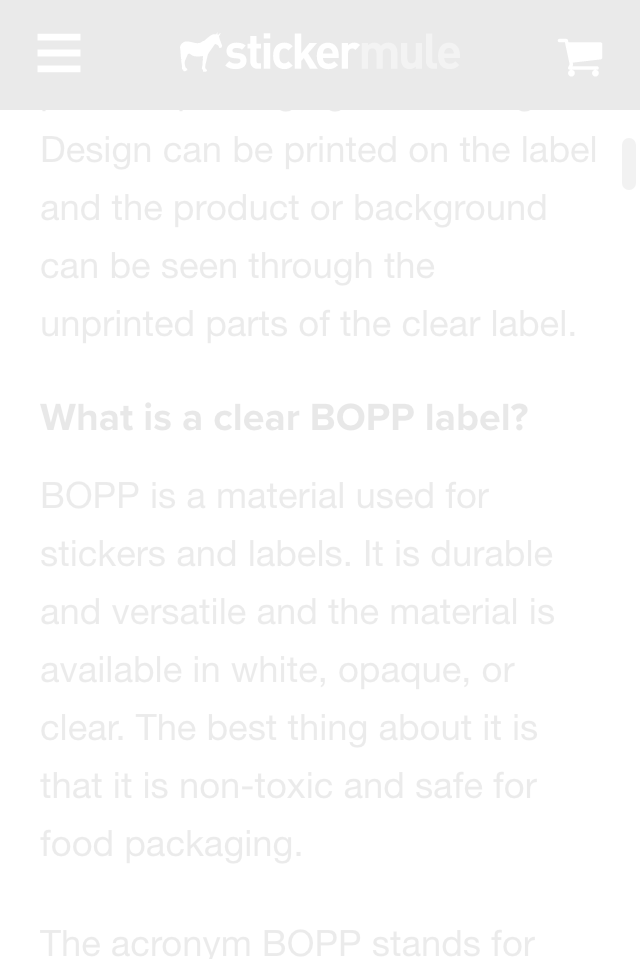 stickermule
Design can be printed on the label
and the product or background
can be seen through the
unprinted parts of the clear label.
What is a clear BOPP label?
BOPP is a material used for
stickers and labels. It is durable
and versatile and the material is
available in white, opaque, or
clear. The best thing about it is
that it is non-toxic and safe for
food packaging.
The acronym BOPP stands for